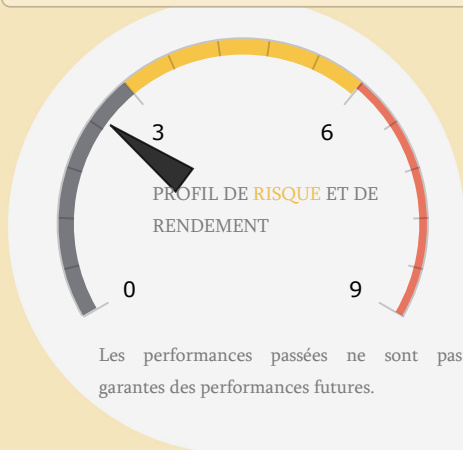 3
6
PROFIL DE RISQUE ET DE
RENDEMENT
0
9
Les performances passées ne sont pas
garantes des performances futures.